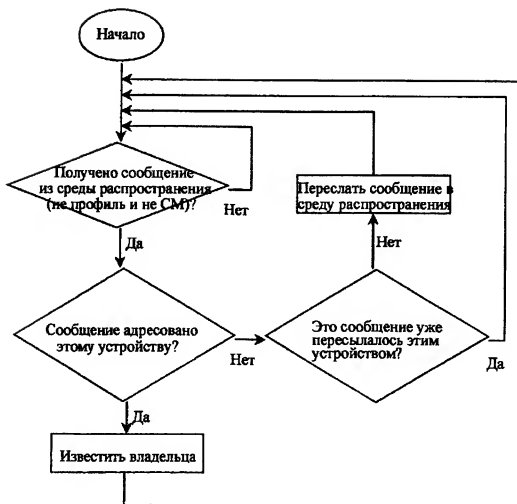 Начало
Получено сообщение
из среды распространения
(не профиль и не СМ)?
Нет
Переслать сообщение в
среду распространения
Да
Нет
Сообщение адресовано
этому устройству?
Нет
Это сообщение уже
пересылалось этим
устройством?
Да
Да
Известить владельца